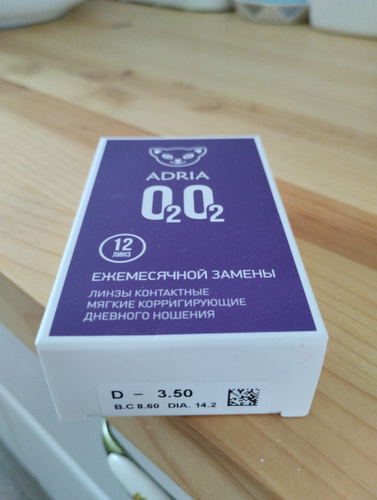 ADRIA
O₂O₂
12
ЛИНЗ
ЕЖЕМЕСЯЧНОЙ ЗАМЕНЫ
ЛИНЗЫ КОНТАКТНЫЕ
МЯГКИЕ КОРРИГИРУЮЩИЕ
ДНЕВНОГО НОШЕНИЯ
D – 3.50
B.C 8.60 DIA. 14.2